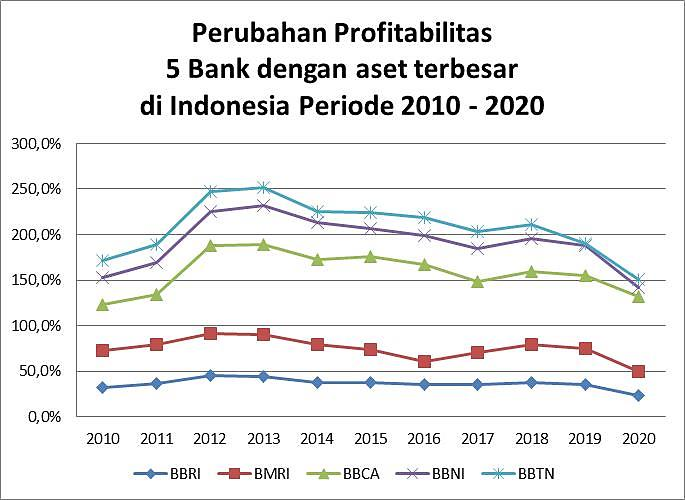 Perubahan Profitabilitas
5 Bank dengan aset terbesar
di Indonesia Periode 2010 - 2020
300,0%
250,0%
200,0%
150,0%
100,0%
50,0%
0,0%
2010 2011 2012 2013 2014 2015 2016 2017 2018 2019 2020
BBRI BMRI BBCA BBNI BBTN